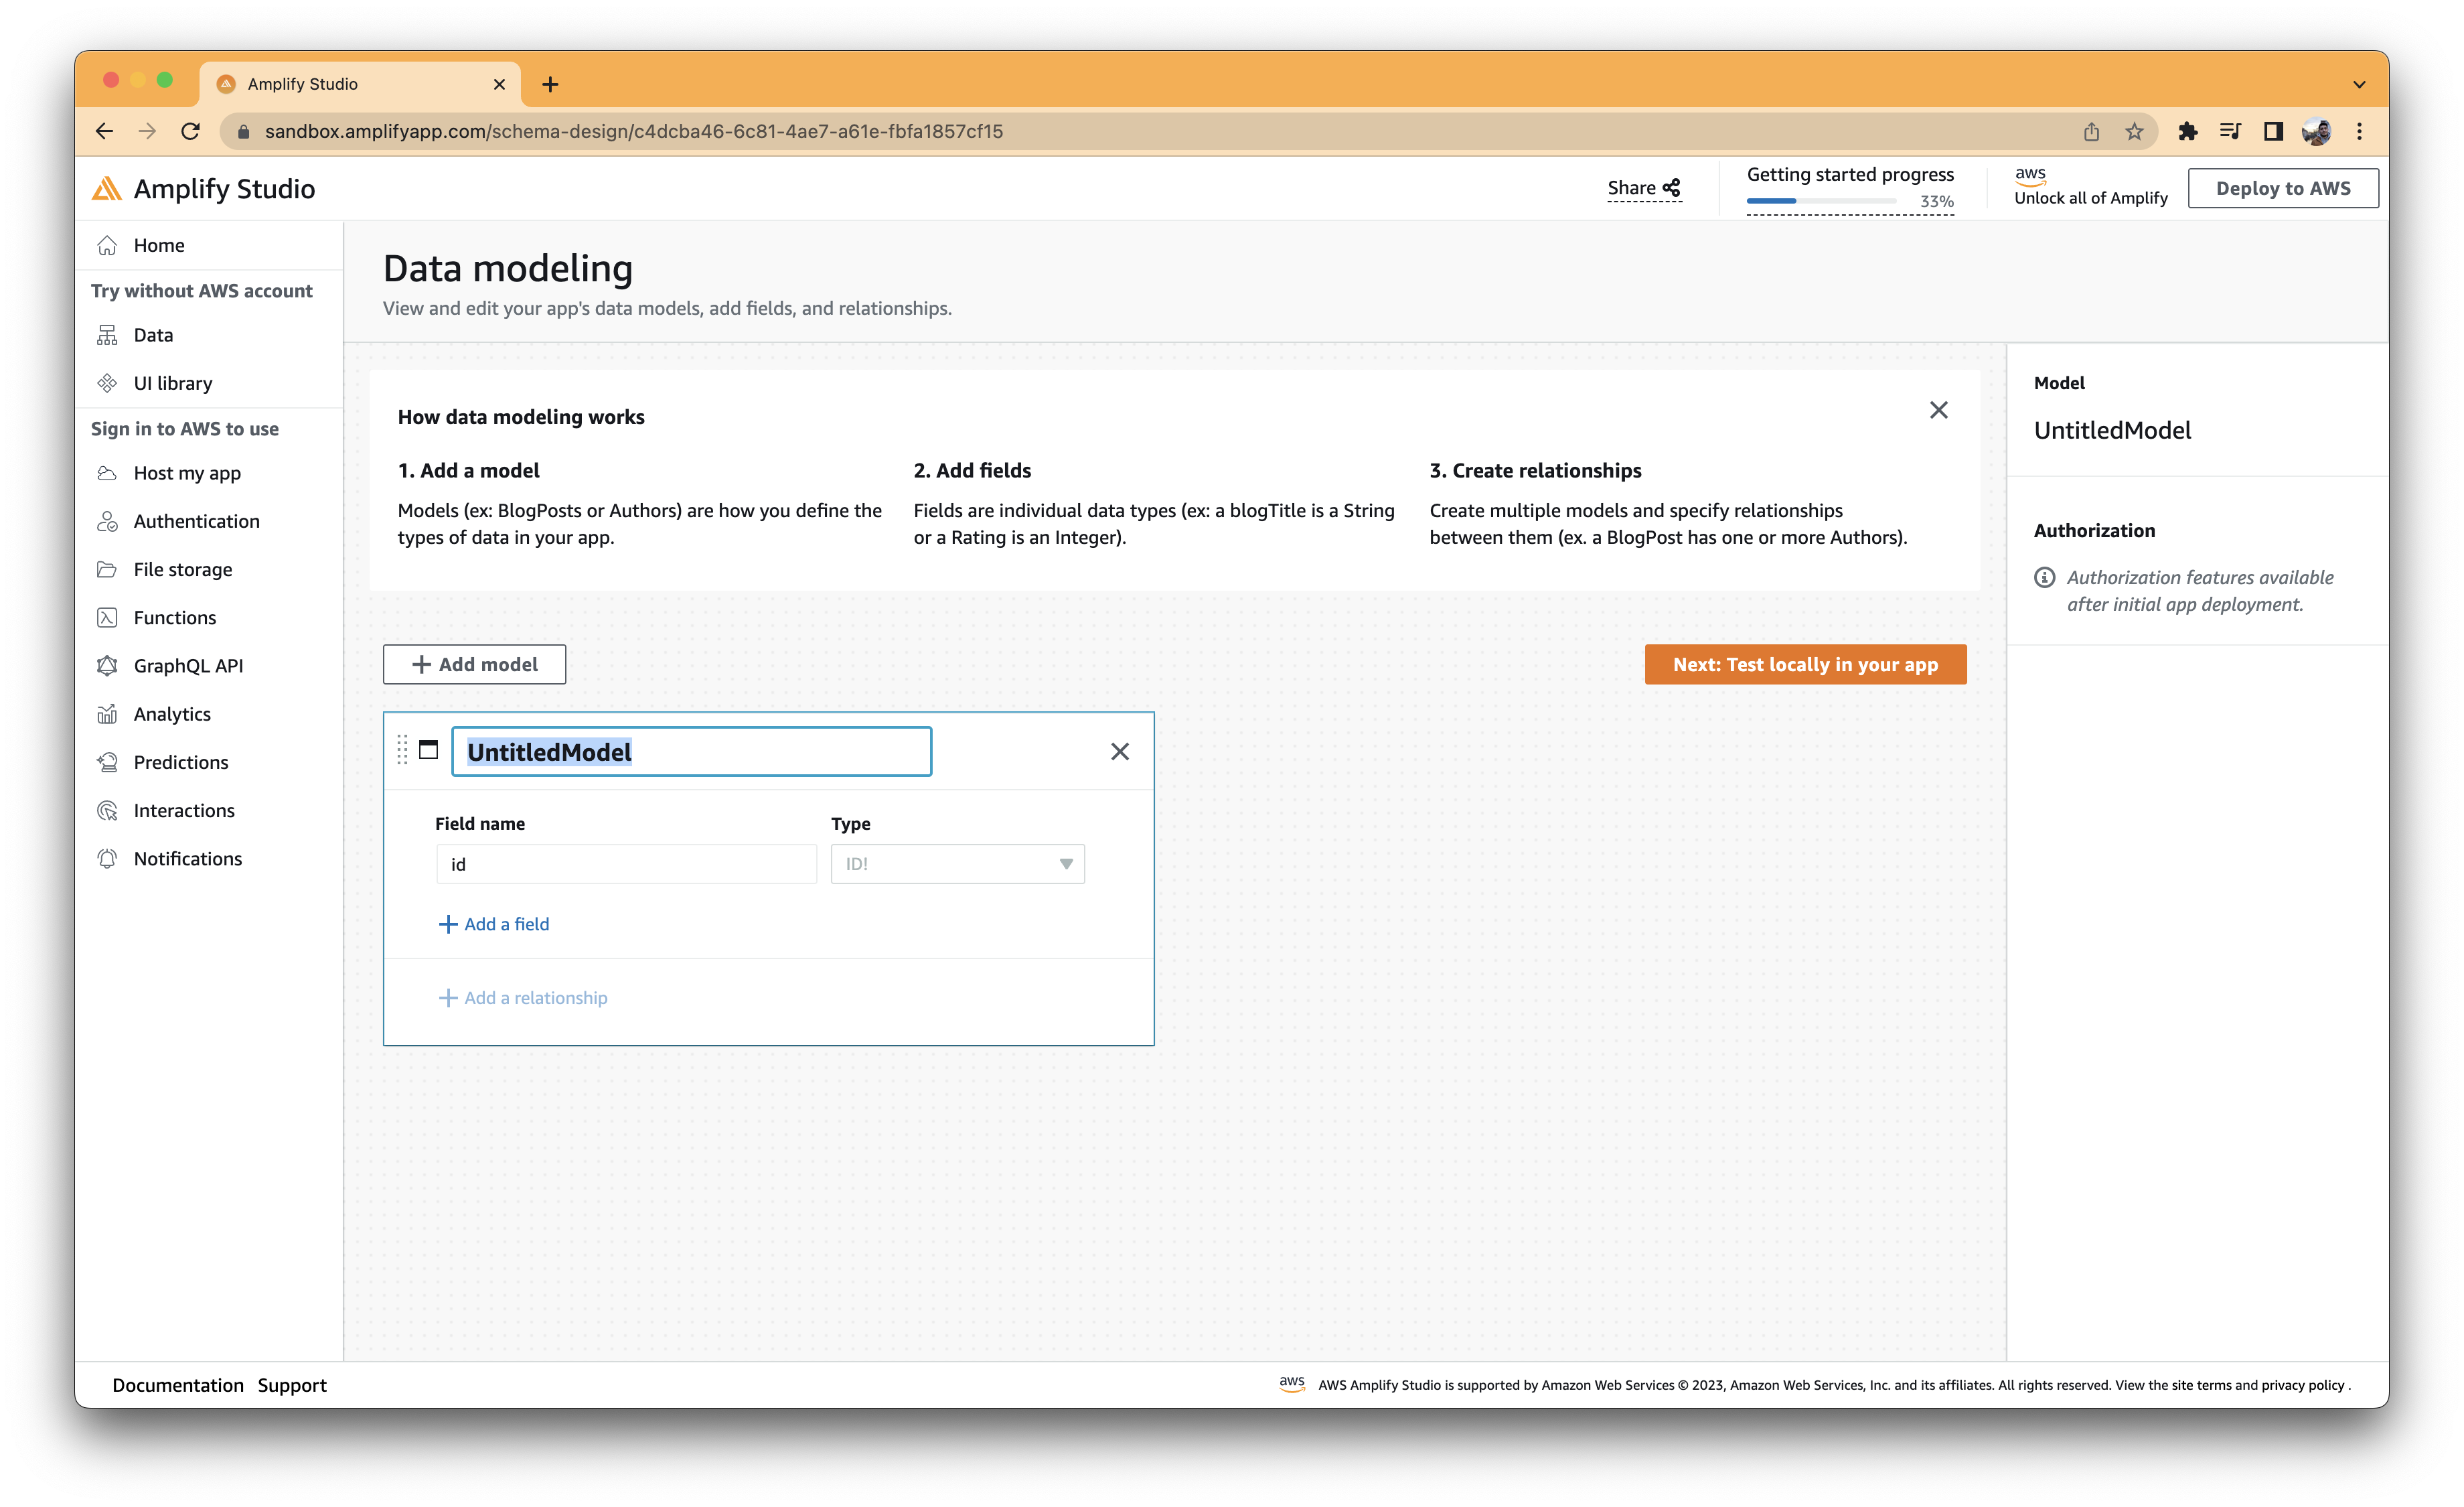 Amplify Studio
sandbox.amplifyapp.com/schema-design/c4dcba46-6c81-4ae7-a61e-fbfa1857cf15
Amplify Studio
Share
Getting started progress
33%
aws
Unlock all of Amplify
Deploy to AWS
Home
Try without AWS account
Data
UI library
Sign in to AWS to use
Host my app
Authentication
File storage
Functions
GraphQL API
Analytics
Predictions
Interactions
Notifications
Data modeling
View and edit your app's data models, add fields, and relationships.
How data modeling works
1. Add a model
Models (ex: BlogPosts or Authors) are how you define the
types of data in your app.
2. Add fields
Fields are individual data types (ex: a blogTitle is a String
or a Rating is an Integer).
3. Create relationships
Create multiple models and specify relationships
between them (ex. a BlogPost has one or more Authors).
Add model
Next: Test locally in your app
UntitledModel
Field name
Type
id
ID!
Add a field
Add a relationship
Model
UntitledModel
Authorization
Authorization features available
after initial app deployment.
Documentation Support
aws AWS Amplify Studio is supported by Amazon Web Services © 2023, Amazon Web Services, Inc. and its affiliates. All rights reserved. View the site terms and privacy policy .